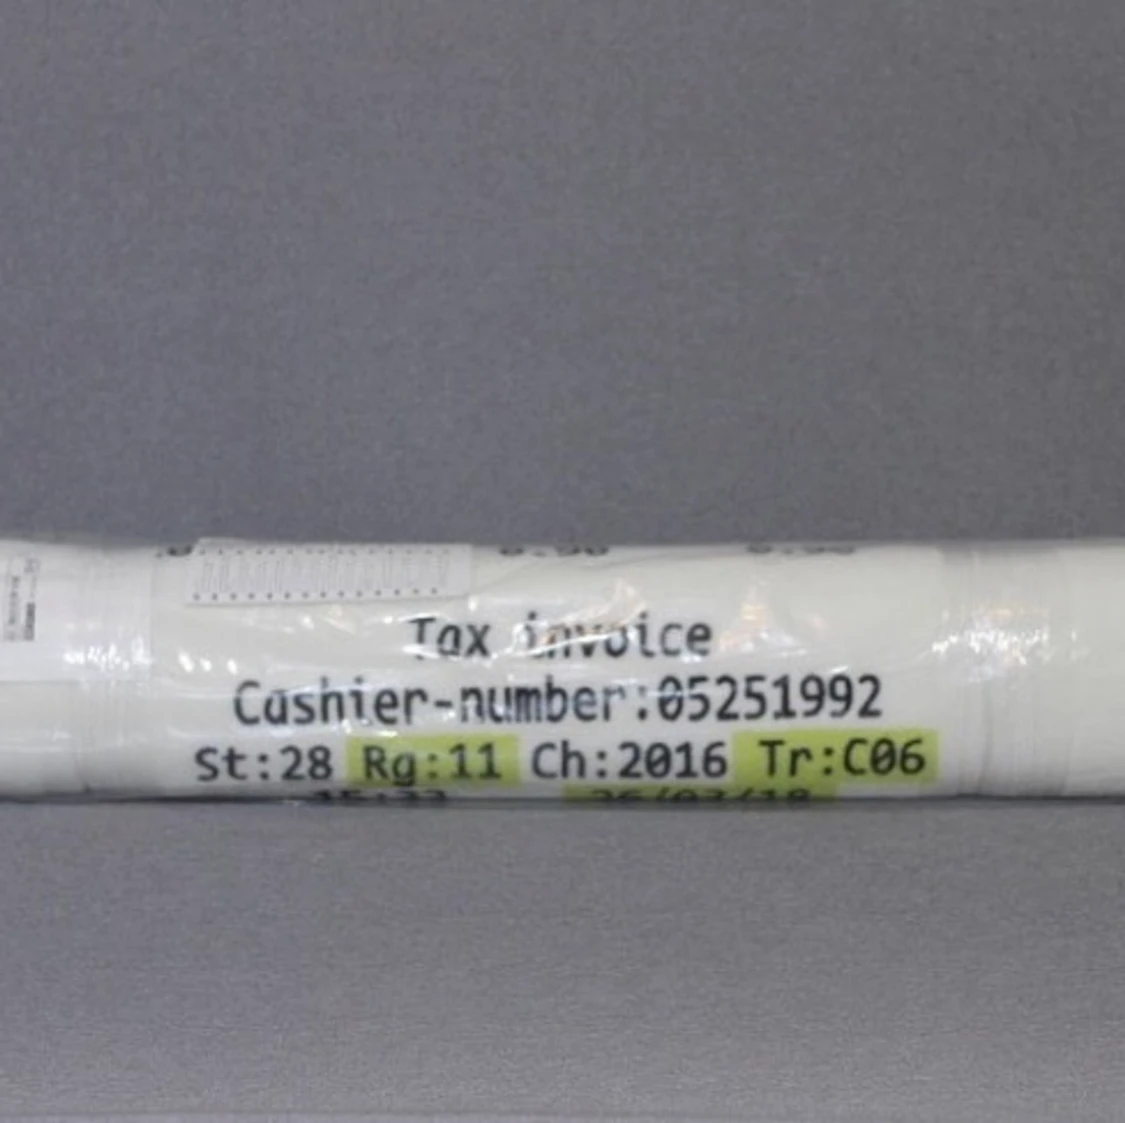 Tax invoice
Cashier-number:05251992
St:28 Rg:11 Ch:2016 Tr:C06